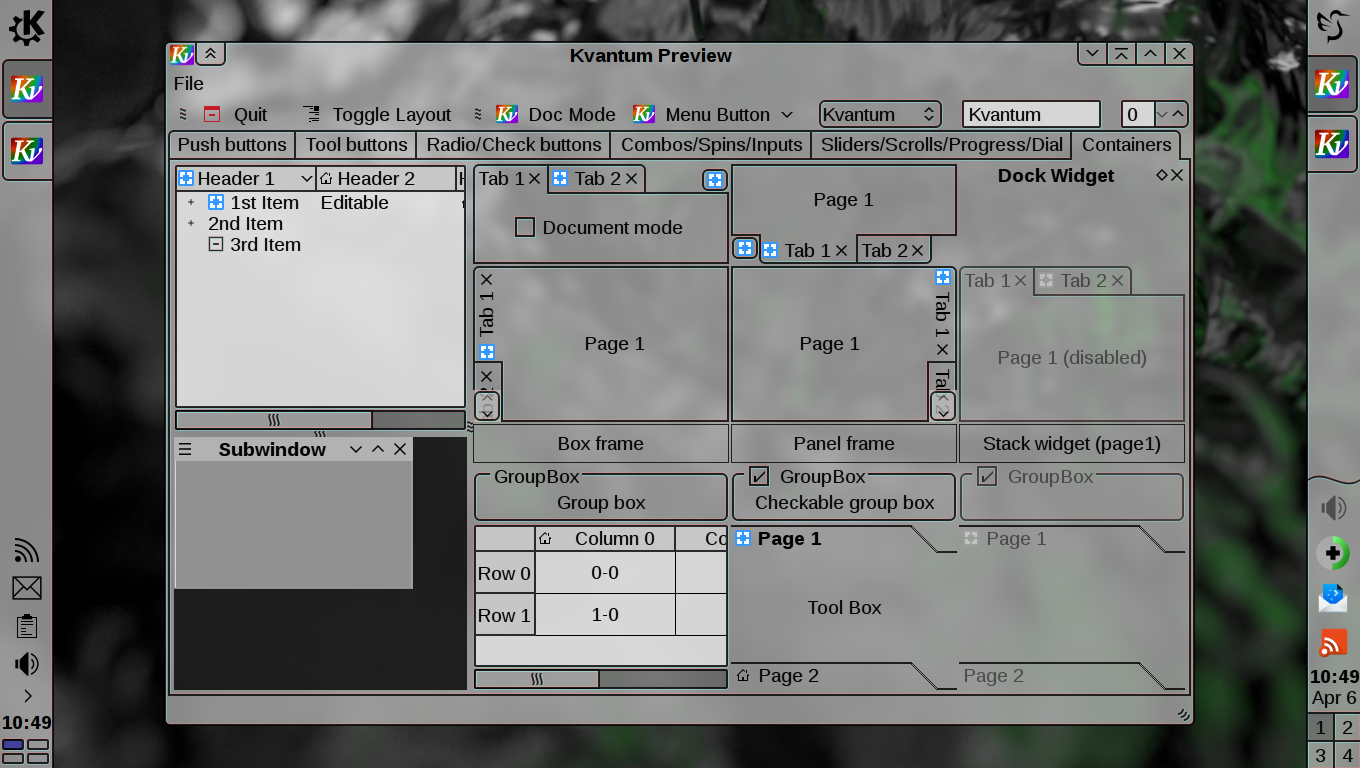 Kvantum Preview
File
Quit Toggle Layout Doc Mode Menu Button Kvantum Kvantum 0
Push buttons Tool buttons Radio/Check buttons Combos/Spins/Inputs Sliders/Scrolls/Progress/Dial Containers
Header 1 Header 2
1st Item Editable
2nd Item
3rd Item
Tab 1 Tab 2
Document mode
Page 1
Tab 1 Tab 2
Dock Widget
Tab 1
Page 1
Page 1
Tab 1
Tab 1 Tab 2
Page 1 (disabled)
Box frame
Panel frame
Stack widget (page1)
GroupBox
Group box
GroupBox
Checkable group box
GroupBox
Subwindow
Column 0 Co
Row 0 0-0
Row 1 1-0
Page 1
Tool Box
Page 2
Page 1
Page 2
Kv
Kv
10:49
Kv
Kv
10:49
Apr 6
1 2
3 4